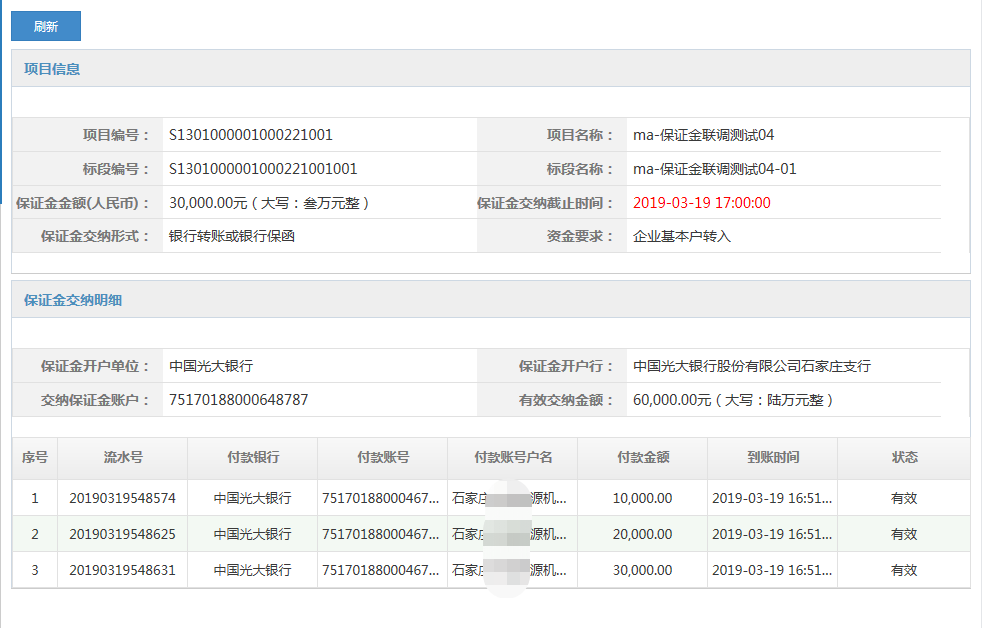 刷新
项目信息
项目编号： S1301000001000221001 项目名称： ma-保证金联调测试04
标段编号： S1301000001000221001001 标段名称： ma-保证金联调测试04-01
保证金金额(人民币)： 30,000.00元（大写：叁万元整） 保证金交纳截止时间： 2019-03-19 17:00:00
保证金交纳形式： 银行转账或银行保函 资金要求： 企业基本户转入
保证金交纳明细
保证金开户单位： 中国光大银行 保证金开户行： 中国光大银行股份有限公司石家庄支行
交纳保证金账户： 75170188000648787 有效交纳金额： 60,000.00元（大写：陆万元整）
序号 流水号 付款银行 付款账号 付款账号户名 付款金额 到账时间 状态
1 20190319548574 中国光大银行 75170188000467... 石家庄 源机... 10,000.00 2019-03-19 16:51... 有效
2 20190319548625 中国光大银行 75170188000467... 石家庄 源机... 20,000.00 2019-03-19 16:51... 有效
3 20190319548631 中国光大银行 75170188000467... 石家庄 源机... 30,000.00 2019-03-19 16:51... 有效